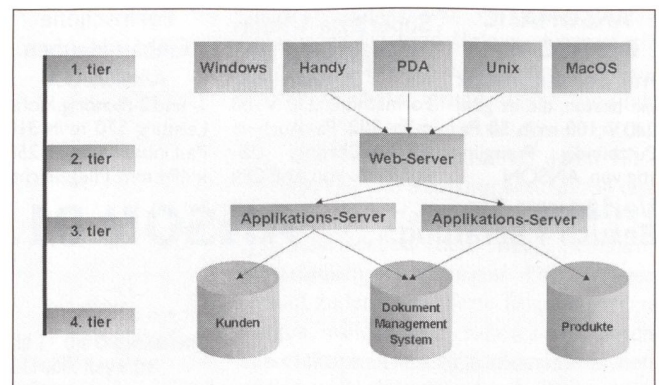 1. tier
Windows
Handy
PDA
Unix
MacOS
2. tier
Web-Server
3. tier
Applikations-Server
Applikations-Server
4. tier
Kunden
Dokument
Management
System
Produkte